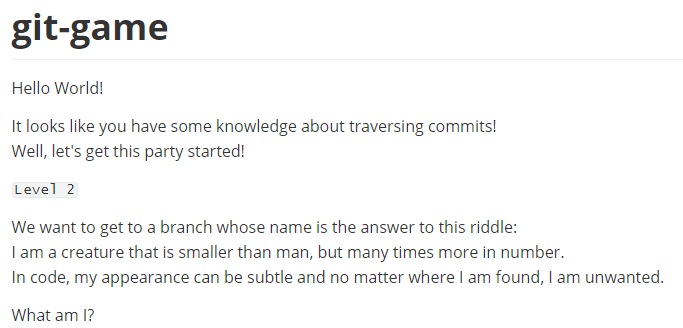 git-game
Hello World!
It looks like you have some knowledge about traversing commits!
Well, let's get this party started!
Level 2
We want to get to a branch whose name is the answer to this riddle:
I am a creature that is smaller than man, but many times more in number.
In code, my appearance can be subtle and no matter where I am found, I am unwanted.
What am I?